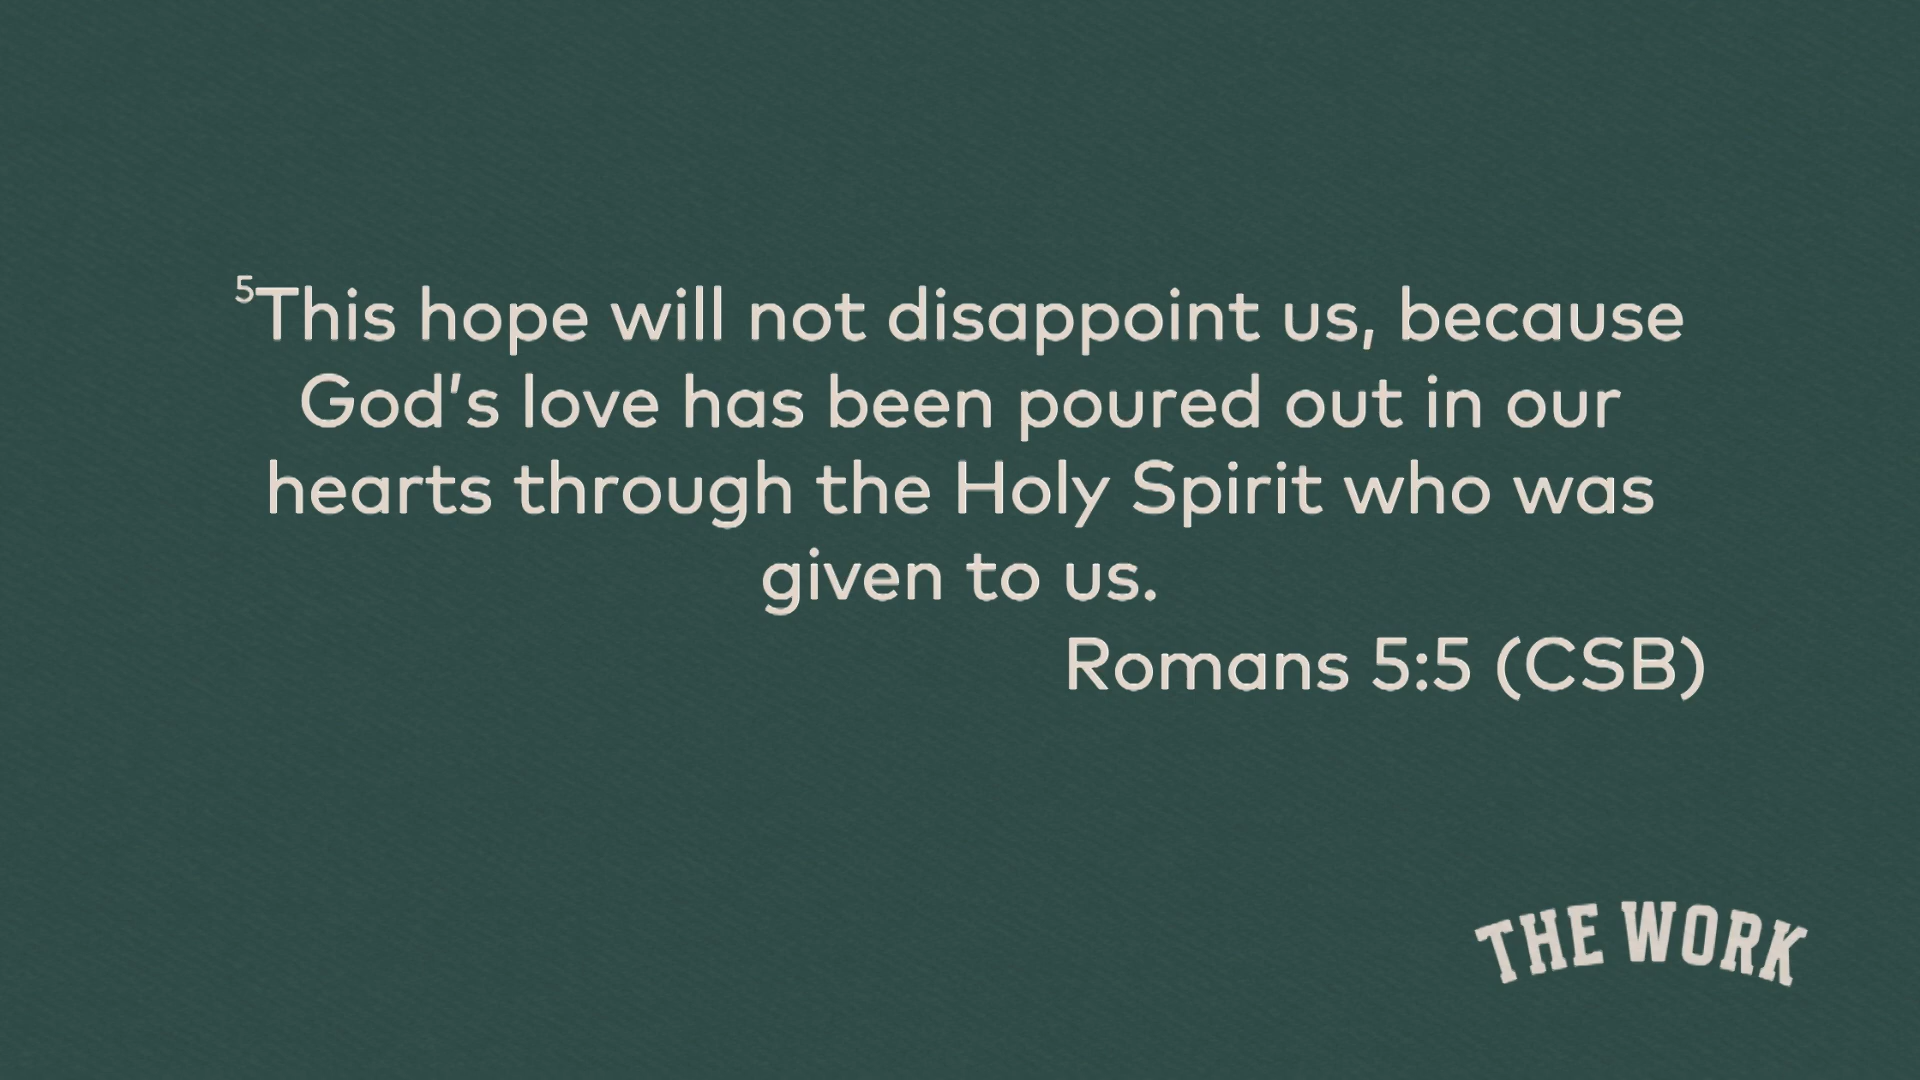 ⁵This hope will not disappoint us, because
God’s love has been poured out in our
hearts through the Holy Spirit who was
given to us.
Romans 5:5 (CSB)
THE WORK